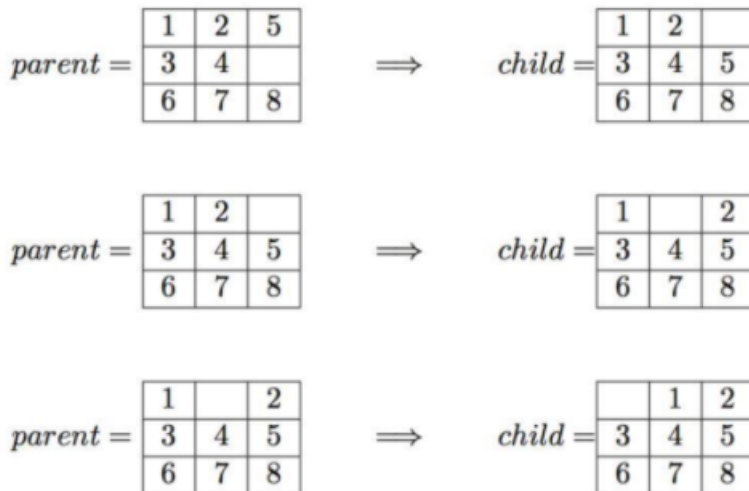 1 2 5 1 2
parent = 3 4 ⟹ child = 3 4 5
6 7 8 6 7 8
1 2 1 2
parent = 3 4 5 ⟹ child = 3 4 5
6 7 8 6 7 8
1 2 1 2
parent = 3 4 5 ⟹ child = 3 4 5
6 7 8 6 7 8